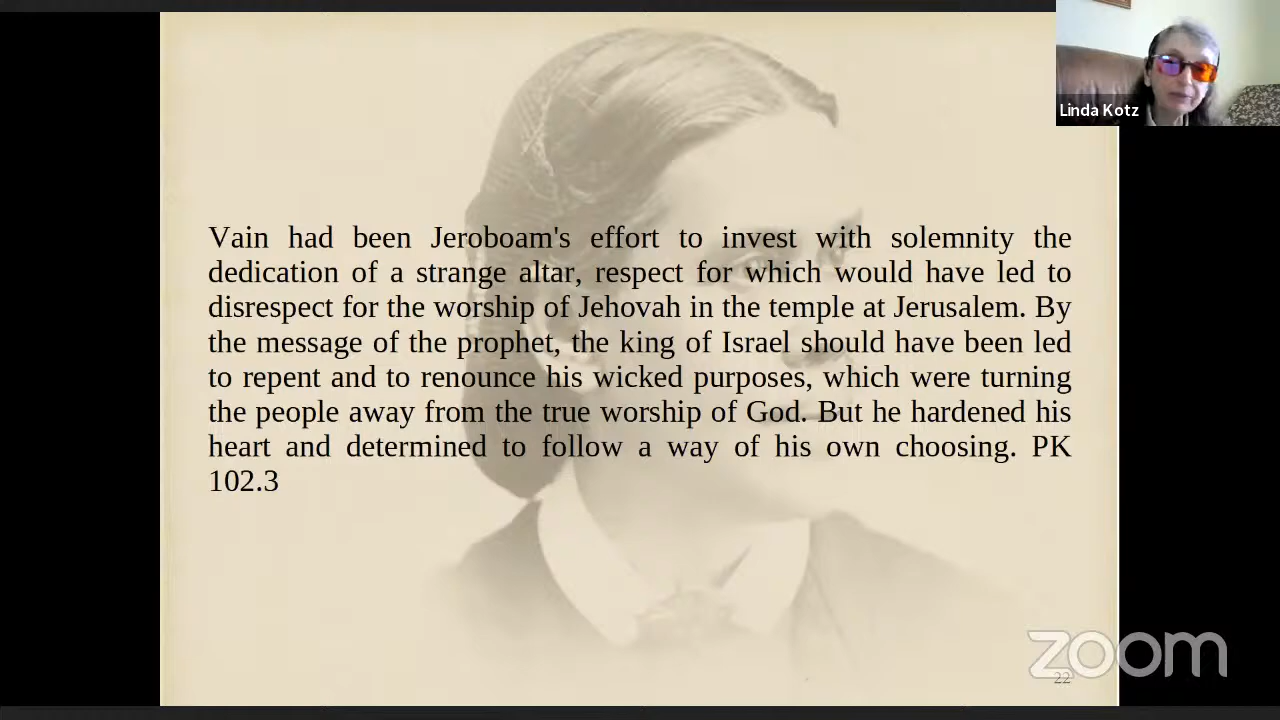 Linda Kotz
Vain had been Jeroboam's effort to invest with solemnity the
dedication of a strange altar, respect for which would have led to
disrespect for the worship of Jehovah in the temple at Jerusalem. By
the message of the prophet, the king of Israel should have been led
to repent and to renounce his wicked purposes, which were turning
the people away from the true worship of God. But he hardened his
heart and determined to follow a way of his own choosing. PK
102.3
zoom
22